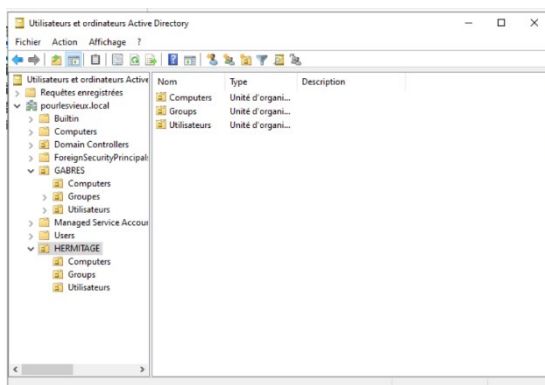 Utilisateurs et ordinateurs Active Directory
Fichier Action Affichage ?
Utilisateurs et ordinateurs Active
Requêtes enregistrées
pourlesvieux.local
Builtin
Computers
Domain Controllers
ForeignSecurityPrincipals
GABRES
Computers
Groupes
Utilisateurs
Managed Service Accour
Users
HERMITAGE
Computers
Groups
Utilisateurs
Nom Type Description
Computers Unité d'organi...
Groups Unité d'organi...
Utilisateurs Unité d'organi...